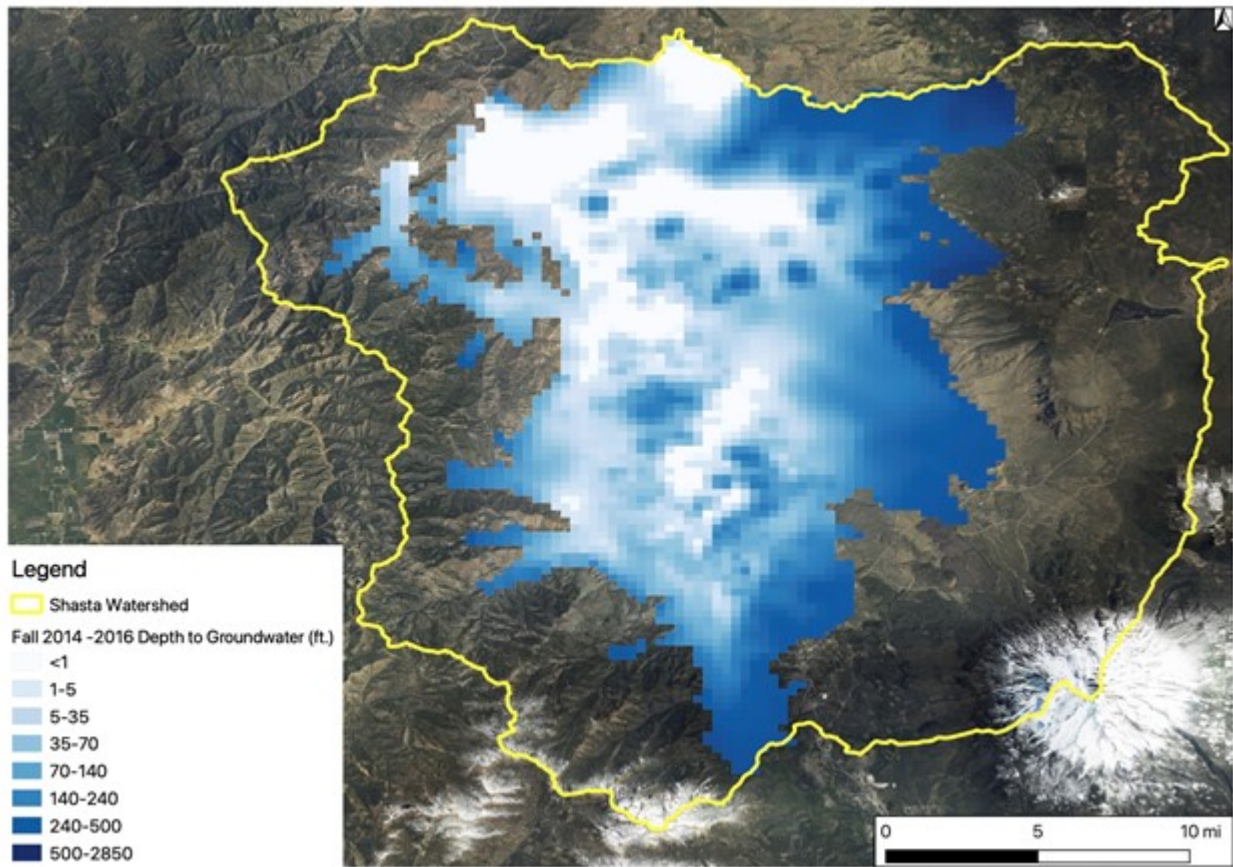 Legend
Shasta Watershed
Fall 2014 -2016 Depth to Groundwater (ft.)
<1
1-5
5-35
35-70
70-140
140-240
240-500
500-2850
0 5 10 mi